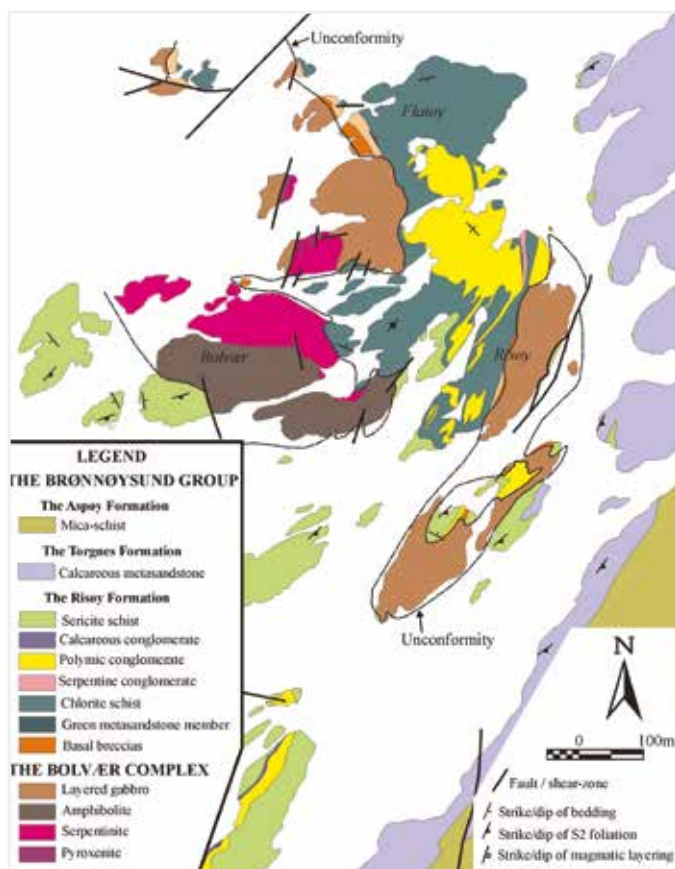 Unconformity
Flatøy
Bolvær
Risøy
Unconformity
LEGEND
THE BRØNNØYSUND GROUP
The Aspøy Formation
Mica-schist
The Torgnes Formation
Calcareous metasandstone
The Risøy Formation
Sericite schist
Calcareous conglomerate
Polymic conglomerate
Serpentine conglomerate
Chlorite schist
Green metasandstone member
Basal breccias
THE BOLVÆR COMPLEX
Layered gabbro
Amphibolite
Serpentinite
Pyroxenite
N
0 100m
Fault / shear-zone
Strike/dip of bedding
Strike/dip of S2 foliation
Strike/dip of magmatic layering